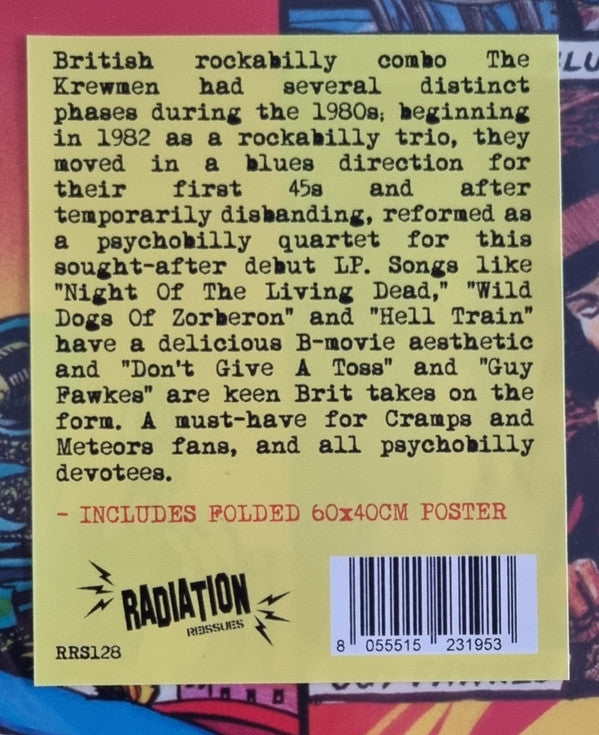 British rockabilly combo The
Krewmen had several distinct
phases during the 1980s; beginning
in 1982 as a rockabilly trio, they
moved in a blues direction for
their first 45s and after
temporarily disbanding, reformed as
a psychobilly quartet for this
sought-after debut LP. Songs like
"Night Of The Living Dead," "Wild
Dogs Of Zorberon" and "Hell Train"
have a delicious B-movie aesthetic
and "Don't Give A Toss" and "Guy
Fawkes" are keen Brit takes on the
form. A must-have for Cramps and
Meteors fans, and all psychobilly
devotees.
- INCLUDES FOLDED 60x40CM POSTER
RADIATION
REISSUES
RRS128
8 055515 231953